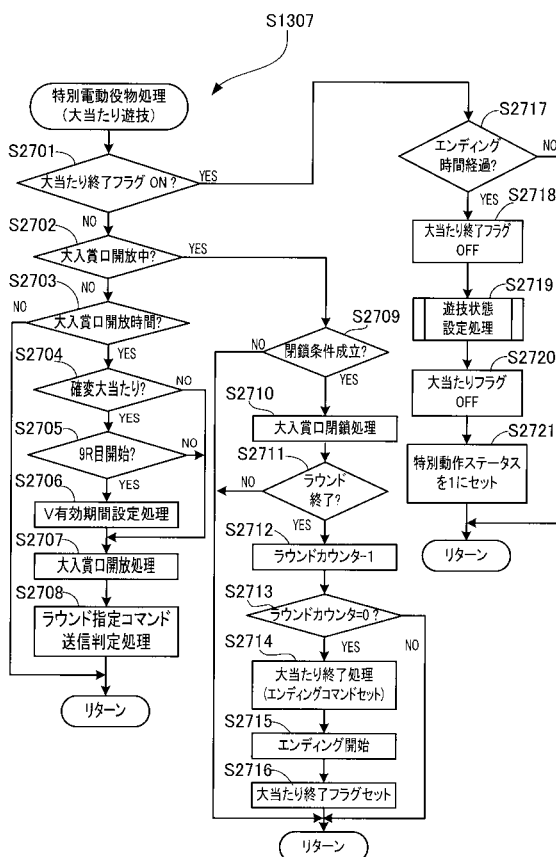 S1307
特別電動役物処理
(大当たり遊技)
S2701
大当たり終了フラグ ON?
YES
NO
S2702
大入賞口開放中?
YES
NO
S2703
大入賞口開放時間?
NO
YES
S2704
確変大当たり?
NO
YES
S2705
9R目開始?
NO
YES
S2706
V有効期間設定処理
S2707
大入賞口開放処理
S2708
ラウンド指定コマンド
送信判定処理
リターン
S2709
閉鎖条件成立?
NO
YES
S2710
大入賞口閉鎖処理
S2711
ラウンド
終了?
NO
YES
S2712
ラウンドカウンタ-1
S2713
ラウンドカウンタ=0?
NO
YES
S2714
大当たり終了処理
(エンディングコマンドセット)
S2715
エンディング開始
S2716
大当たり終了フラグセット
リターン
S2717
エンディング
時間経過?
NO
YES
S2718
大当たり終了フラグ
OFF
S2719
遊技状態
設定処理
S2720
大当たりフラグ
OFF
S2721
特別動作ステータス
を1にセット
リターン